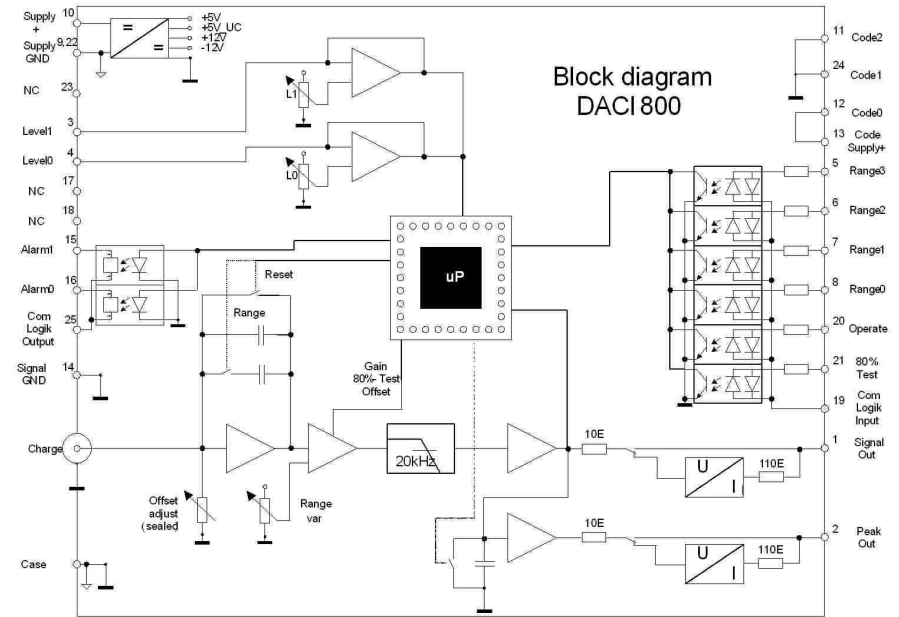 Block diagram
DACI 800
10
Supply
+
9,22
Supply
GND
+5V
+5V_UC
+12V
-12V
23
NC
3
Level1
4
Level0
17
NC
18
NC
15
Alarm1
16
Alarm0
25
Com
Logik
Output
14
Signal
GND
Charge
Case
L1
L0
uP
Reset
Range
Gain
80%- Test
Offset
20kHz
Offset
adjust
(sealed)
Range
var
10E
U
I
110E
10E
U
I
110E
11
Code2
24
Code1
12
Code0
13
Code
Supply+
5
Range3
6
Range2
7
Range1
8
Range0
20
Operate
21
80%
Test
19
Com
Logik
Input
1
Signal
Out
2
Peak
Out